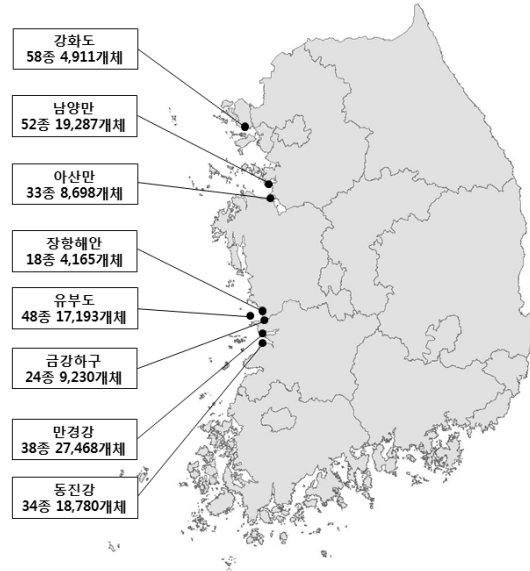 강화도
58종 4,911개체
남양만
52종 19,287개체
아산만
33종 8,698개체
장항해안
18종 4,165개체
유부도
48종 17,193개체
금강하구
24종 9,230개체
만경강
38종 27,468개체
동진강
34종 18,780개체